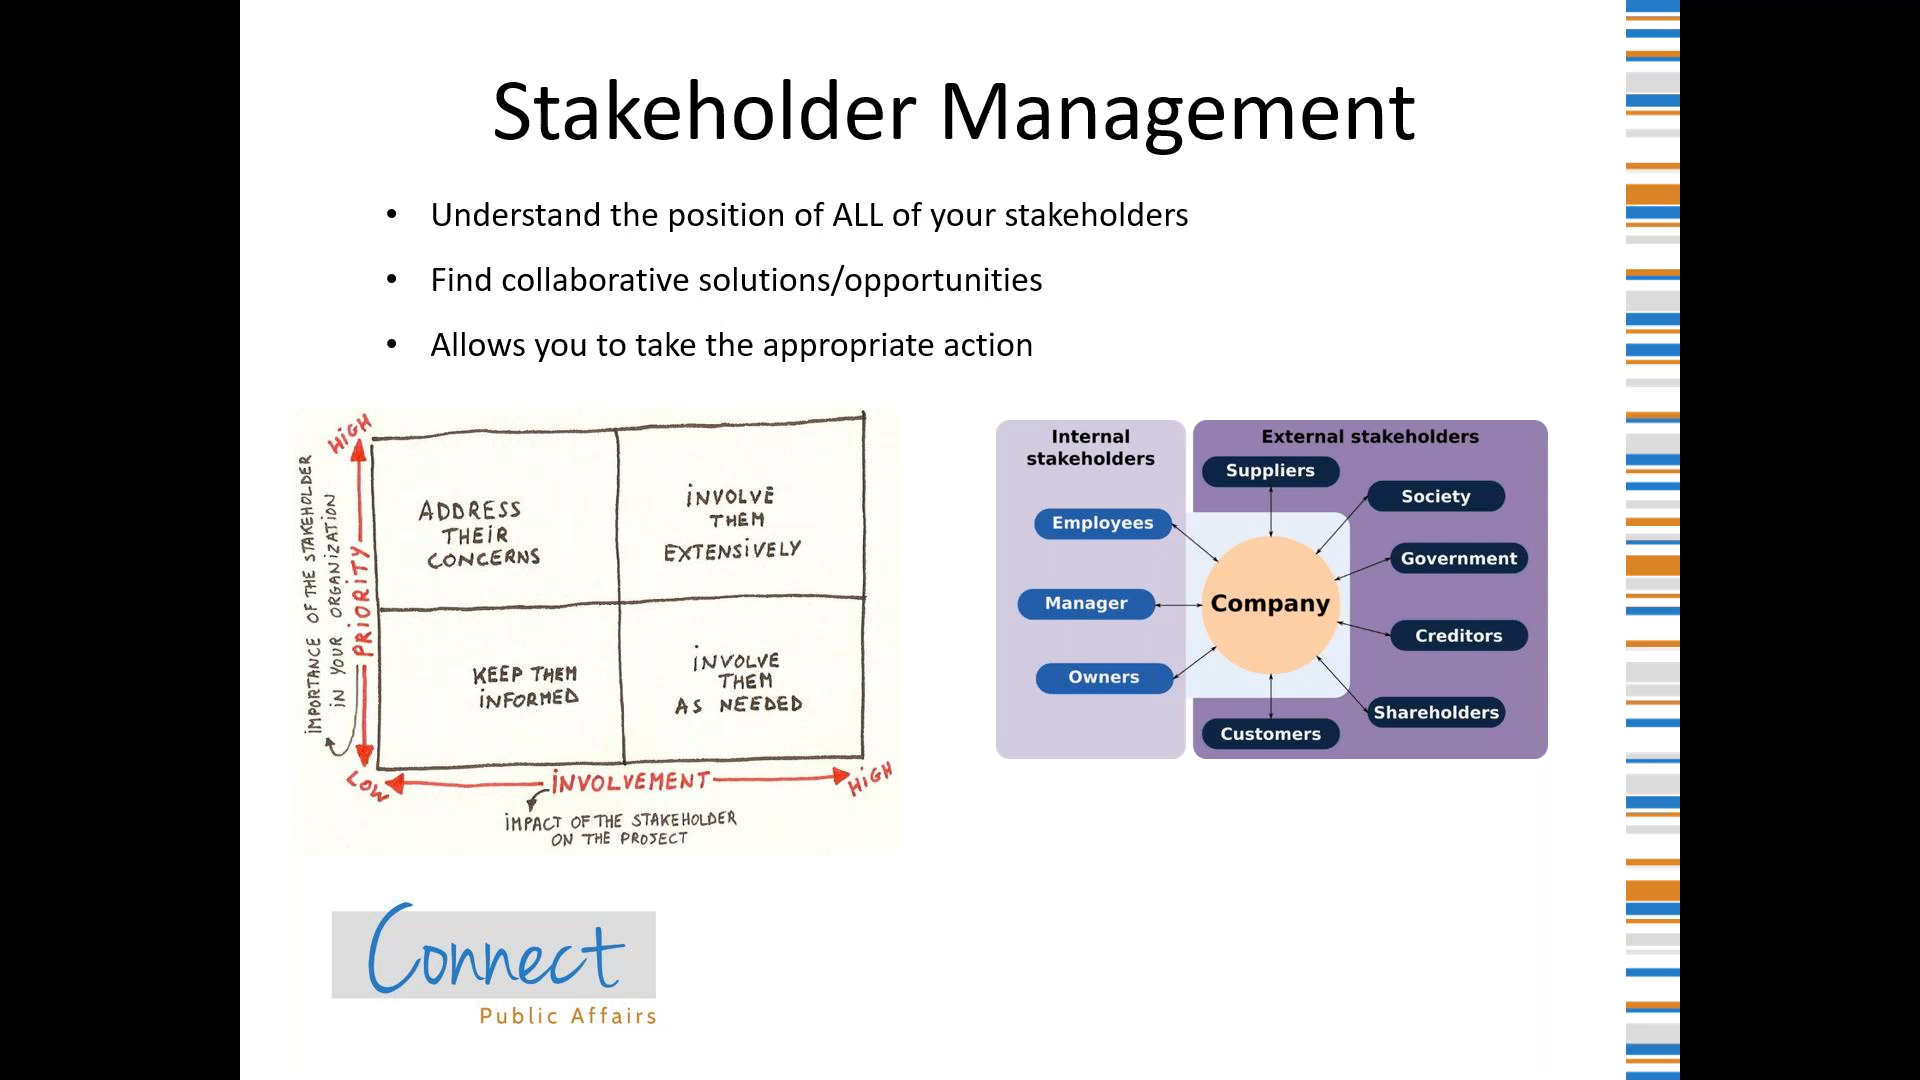 Stakeholder Management
• Understand the position of ALL of your stakeholders
• Find collaborative solutions/opportunities
• Allows you to take the appropriate action
HIGH
IMPORTANCE OF THE STAKEHOLDER
IN YOUR ORGANIZATION
PRIORITY
ADDRESS
THEIR
CONCERNS
INVOLVE
THEM
EXTENSIVELY
KEEP THEM
INFORMED
INVOLVE
THEM
AS NEEDED
LOW
INVOLVEMENT
HIGH
IMPACT OF THE STAKEHOLDER
ON THE PROJECT
Internal
stakeholders
Employees
Manager
Owners
External stakeholders
Suppliers
Society
Government
Company
Creditors
Shareholders
Customers
Connect
Public Affairs